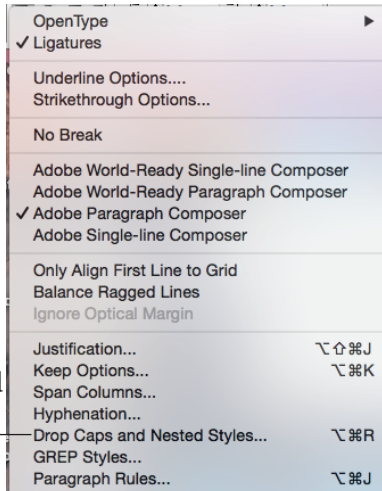 OpenType
✓ Ligatures
Underline Options....
Strikethrough Options...
No Break
Adobe World-Ready Single-line Composer
Adobe World-Ready Paragraph Composer
✓ Adobe Paragraph Composer
Adobe Single-line Composer
Only Align First Line to Grid
Balance Ragged Lines
Ignore Optical Margin
Justification... ⌥⇧⌘J
Keep Options... ⌥⌘K
Span Columns...
Hyphenation...
Drop Caps and Nested Styles... ⌥⌘R
GREP Styles...
Paragraph Rules... ⌥⌘J